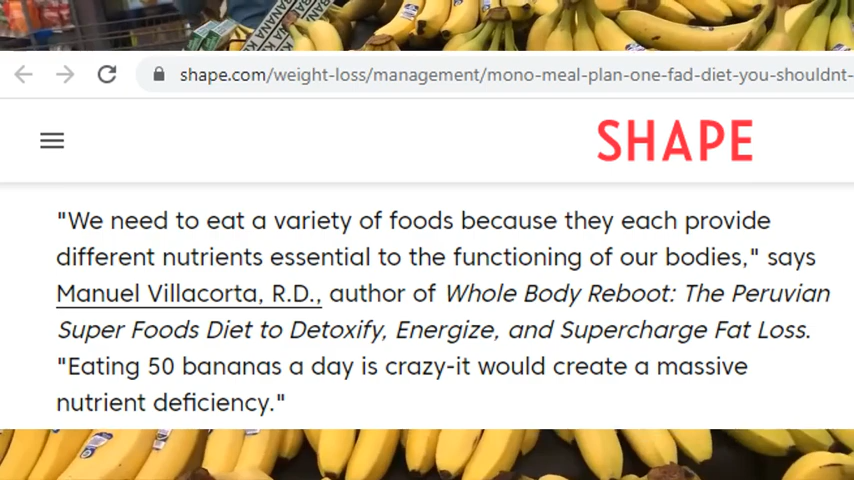 shape.com/weight-loss/management/mono-meal-plan-one-fad-diet-you-shouldnt-
SHAPE
"We need to eat a variety of foods because they each provide
different nutrients essential to the functioning of our bodies," says
Manuel Villacorta, R.D., author of Whole Body Reboot: The Peruvian
Super Foods Diet to Detoxify, Energize, and Supercharge Fat Loss.
"Eating 50 bananas a day is crazy-it would create a massive
nutrient deficiency."